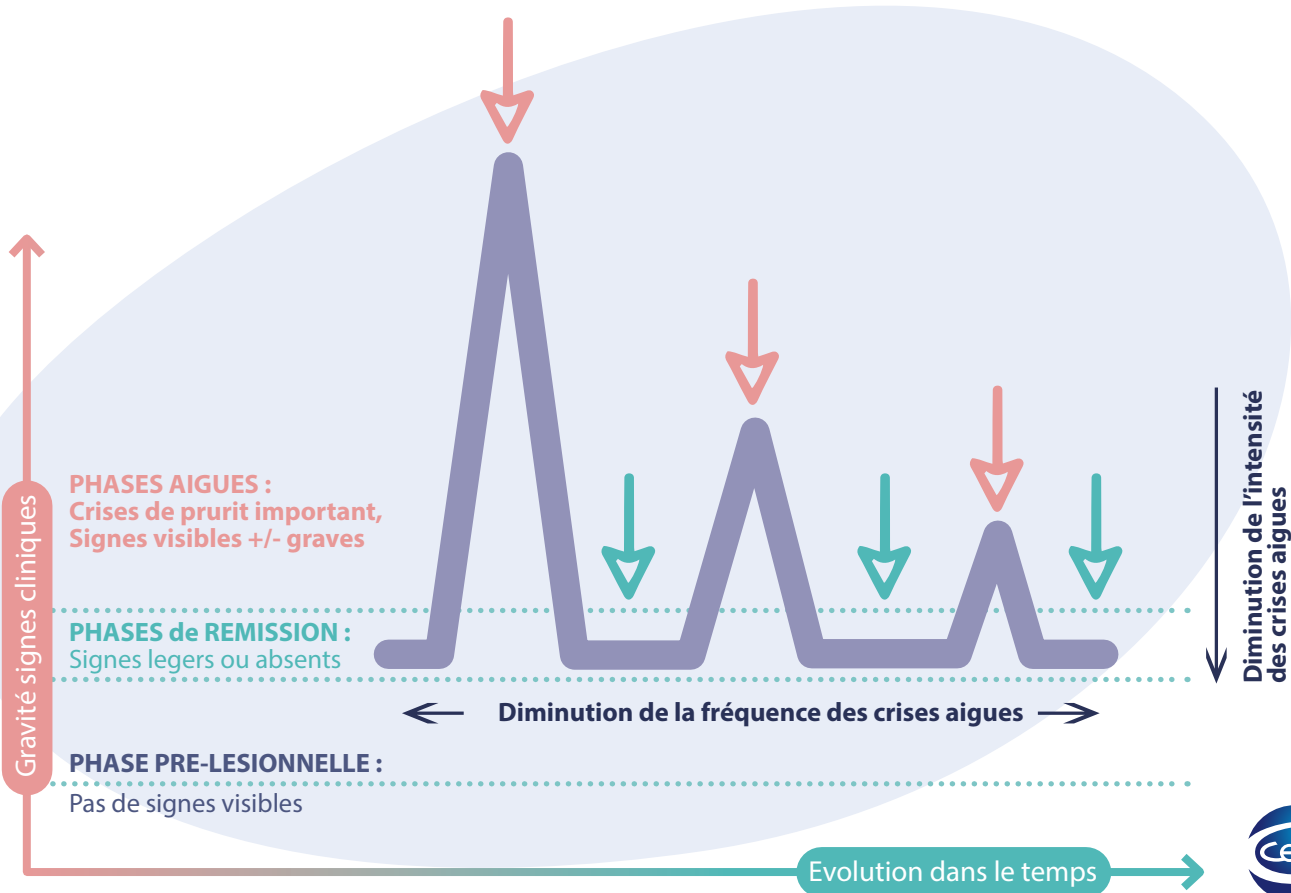 PHASES AIGUES :
Crises de prurit important,
Signes visibles +/- graves
PHASES de REMISSION :
Signes legers ou absents
Diminution de la fréquence des crises aigues
PHASE PRE-LESIONNELLE :
Pas de signes visibles
Gravité signes cliniques
Diminution de l'intensité
des crises aigues
Evolution dans le temps